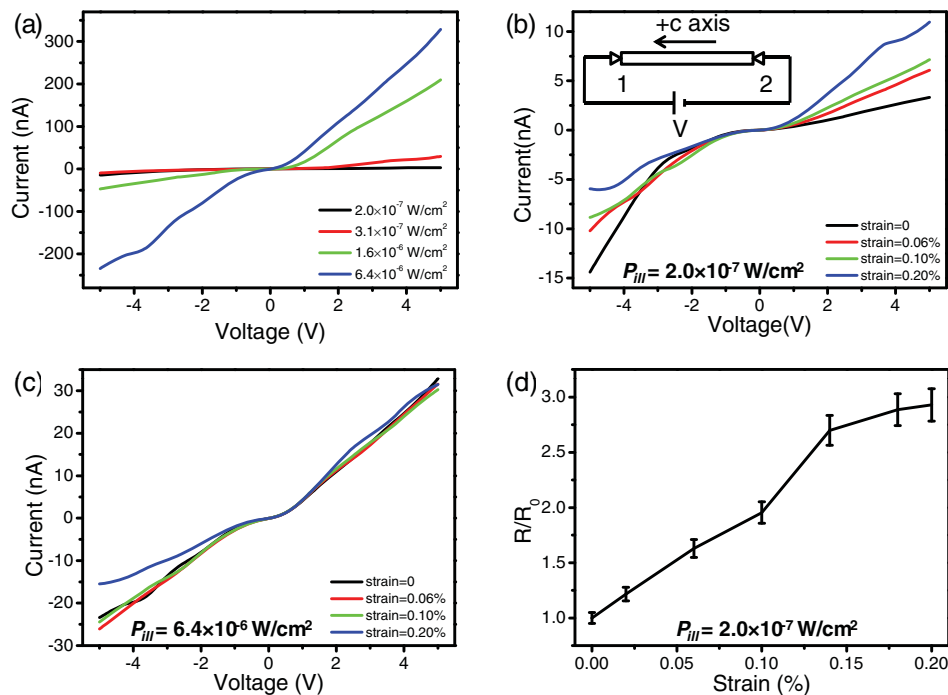 (a)
300
200
100
0
-100
-200
Current (nA)
-4 -2 0 2 4
Voltage (V)
2.0×10⁻⁷ W/cm²
3.1×10⁻⁷ W/cm²
1.6×10⁻⁶ W/cm²
6.4×10⁻⁶ W/cm²
(b)
10
5
0
-5
-10
-15
Current(nA)
+c axis
1 2
V
strain=0
strain=0.06%
strain=0.10%
strain=0.20%
P_ill = 2.0×10⁻⁷ W/cm²
-4 -2 0 2 4
Voltage(V)
(c)
30
20
10
0
-10
-20
-30
Current (nA)
strain=0
strain=0.06%
strain=0.10%
strain=0.20%
P_ill = 6.4×10⁻⁶ W/cm²
-4 -2 0 2 4
Voltage (V)
(d)
3.0
2.5
2.0
1.5
1.0
R/R₀
P_ill = 2.0×10⁻⁷ W/cm²
0.00 0.05 0.10 0.15 0.20
Strain (%)